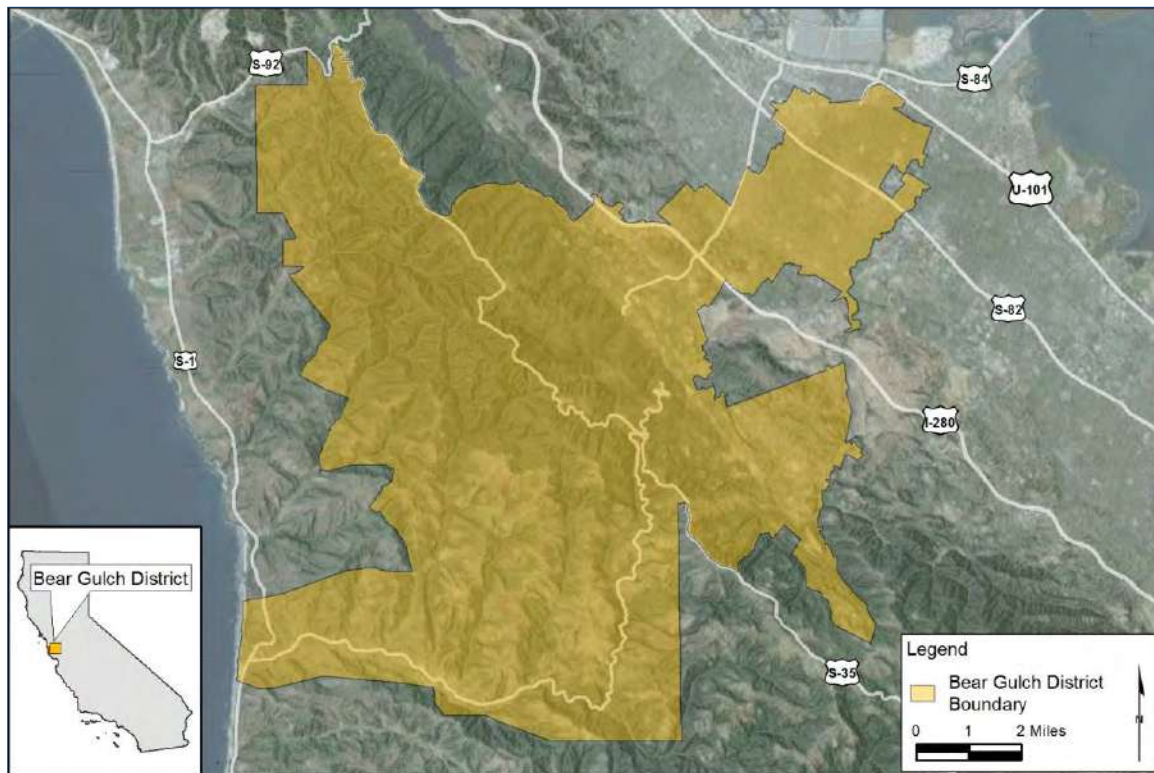 S-92
S-84
U-101
S-82
S-1
I-280
S-35
Bear Gulch District
Legend
Bear Gulch District
Boundary
0 1 2 Miles
N